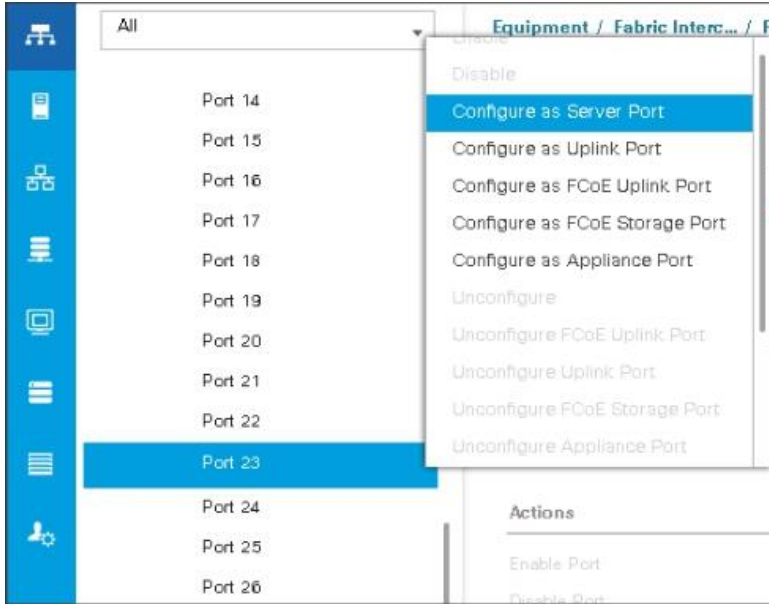 All
Equipment / Fabric Interc... / F
Enable
Disable
Configure as Server Port
Configure as Uplink Port
Configure as FCoE Uplink Port
Configure as FCoE Storage Port
Configure as Appliance Port
Unconfigure
Unconfigure FCoE Uplink Port
Unconfigure Uplink Port
Unconfigure FCoE Storage Port
Unconfigure Appliance Port
Port 14
Port 15
Port 16
Port 17
Port 18
Port 19
Port 20
Port 21
Port 22
Port 23
Port 24
Port 25
Port 26
Actions
Enable Port
Disable Port